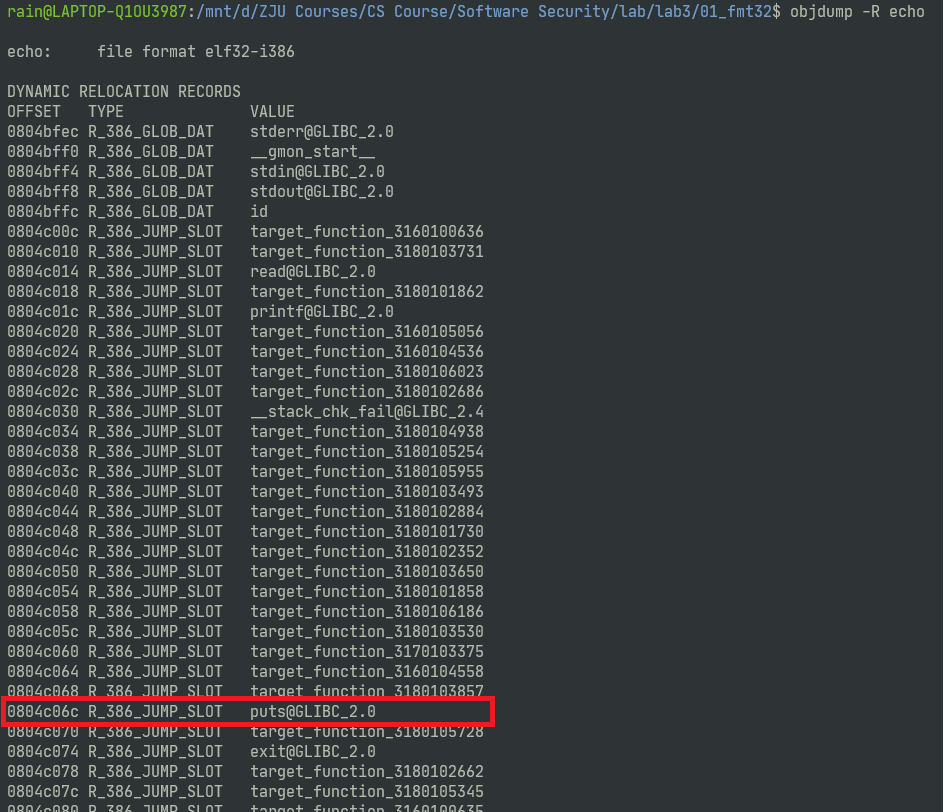 rain@LAPTOP-Q1OU3987:/mnt/d/ZJU Courses/CS Course/Software Security/lab/lab3/01_fmt32$ objdump -R echo
echo:     file format elf32-i386
DYNAMIC RELOCATION RECORDS
OFFSET   TYPE              VALUE
0804bfec R_386_GLOB_DAT    stderr@GLIBC_2.0
0804bff0 R_386_GLOB_DAT    __gmon_start__
0804bff4 R_386_GLOB_DAT    stdin@GLIBC_2.0
0804bff8 R_386_GLOB_DAT    stdout@GLIBC_2.0
0804bffc R_386_GLOB_DAT    id
0804c00c R_386_JUMP_SLOT   target_function_3160100636
0804c010 R_386_JUMP_SLOT   target_function_3180103731
0804c014 R_386_JUMP_SLOT   read@GLIBC_2.0
0804c018 R_386_JUMP_SLOT   target_function_3180101862
0804c01c R_386_JUMP_SLOT   printf@GLIBC_2.0
0804c020 R_386_JUMP_SLOT   target_function_3160105056
0804c024 R_386_JUMP_SLOT   target_function_3160104536
0804c028 R_386_JUMP_SLOT   target_function_3180106023
0804c02c R_386_JUMP_SLOT   target_function_3180102686
0804c030 R_386_JUMP_SLOT   __stack_chk_fail@GLIBC_2.4
0804c034 R_386_JUMP_SLOT   target_function_3180104938
0804c038 R_386_JUMP_SLOT   target_function_3180105254
0804c03c R_386_JUMP_SLOT   target_function_3180105955
0804c040 R_386_JUMP_SLOT   target_function_3180103493
0804c044 R_386_JUMP_SLOT   target_function_3180102884
0804c048 R_386_JUMP_SLOT   target_function_3180101730
0804c04c R_386_JUMP_SLOT   target_function_3180102352
0804c050 R_386_JUMP_SLOT   target_function_3180103650
0804c054 R_386_JUMP_SLOT   target_function_3180101858
0804c058 R_386_JUMP_SLOT   target_function_3180106186
0804c05c R_386_JUMP_SLOT   target_function_3180103530
0804c060 R_386_JUMP_SLOT   target_function_3170103375
0804c064 R_386_JUMP_SLOT   target_function_3160104558
0804c068 R_386_JUMP_SLOT   target_function_3180103857
0804c06c R_386_JUMP_SLOT   puts@GLIBC_2.0
0804c070 R_386_JUMP_SLOT   target_function_3180105728
0804c074 R_386_JUMP_SLOT   exit@GLIBC_2.0
0804c078 R_386_JUMP_SLOT   target_function_3180102662
0804c07c R_386_JUMP_SLOT   target_function_3180105345
0804c080 R_386_JUMP_SLOT   target_function_3160100635